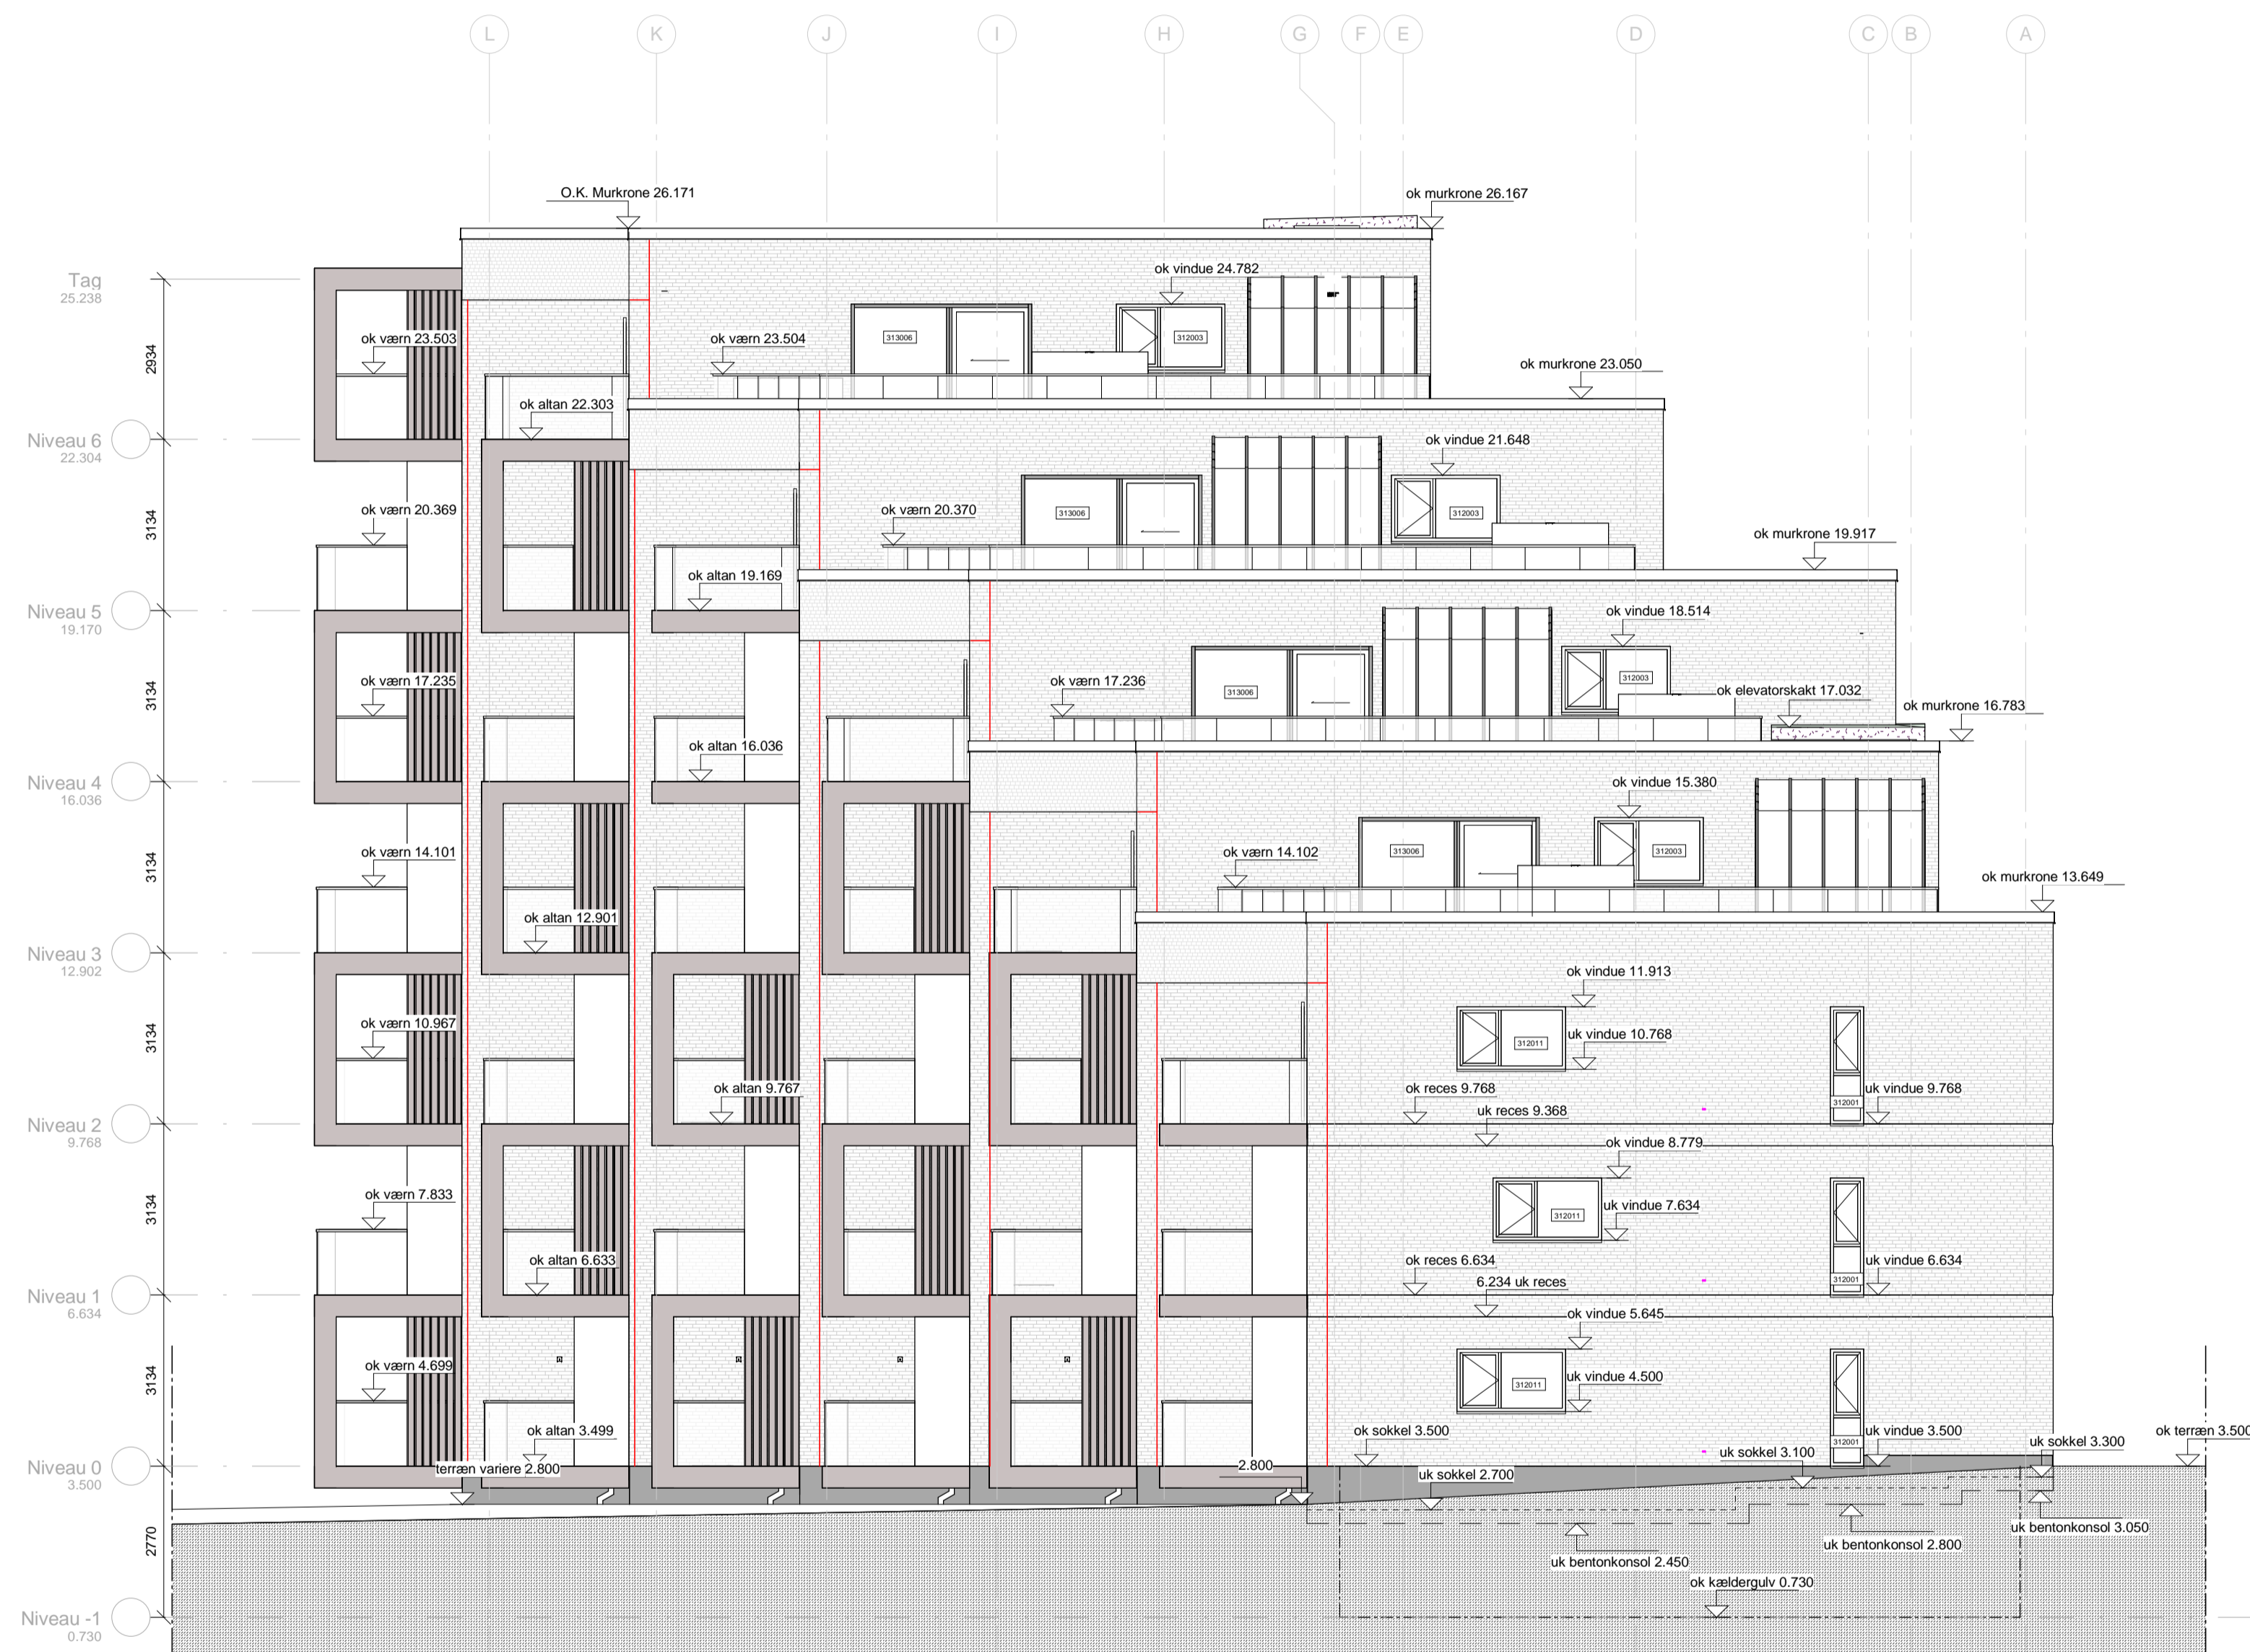 L K J I H G F E D C B A
O.K. Murkrone 26.171
ok murkrone 26.167
Tag
25.238
ok vindue 24.782
ok værn 23.503
ok værn 23.504
313006
312003
2934
ok murkrone 23.050
ok altan 22.303
Niveau 6
22.304
ok vindue 21.648
ok værn 20.369
ok værn 20.370
313006
312003
3134
ok murkrone 19.917
ok altan 19.169
Niveau 5
19.170
ok vindue 18.514
ok værn 17.235
ok værn 17.236
313006
312003
ok elevatorskakt 17.032
3134
ok murkrone 16.783
ok altan 16.036
Niveau 4
16.036
ok vindue 15.380
ok værn 14.101
ok værn 14.102
313006
312003
3134
ok murkrone 13.649
ok altan 12.901
Niveau 3
12.902
ok vindue 11.913
ok værn 10.967
uk vindue 10.768
312011
3134
ok altan 9.767
ok reces 9.768
uk vindue 9.768
312001
uk reces 9.368
Niveau 2
9.768
ok vindue 8.779
ok værn 7.833
uk vindue 7.634
312011
3134
ok altan 6.633
ok reces 6.634
uk vindue 6.634
312001
6.234 uk reces
Niveau 1
6.634
ok vindue 5.645
ok værn 4.699
uk vindue 4.500
312011
3134
ok altan 3.499
ok sokkel 3.500
uk vindue 3.500
ok terræn 3.500
312001
uk sokkel 3.300
uk sokkel 3.100
Niveau 0
3.500
terræn variere 2.800
2.800
uk sokkel 2.700
uk bentonkonsol 3.050
uk bentonkonsol 2.800
uk bentonkonsol 2.450
2770
ok kældergulv 0.730
Niveau -1
0.730